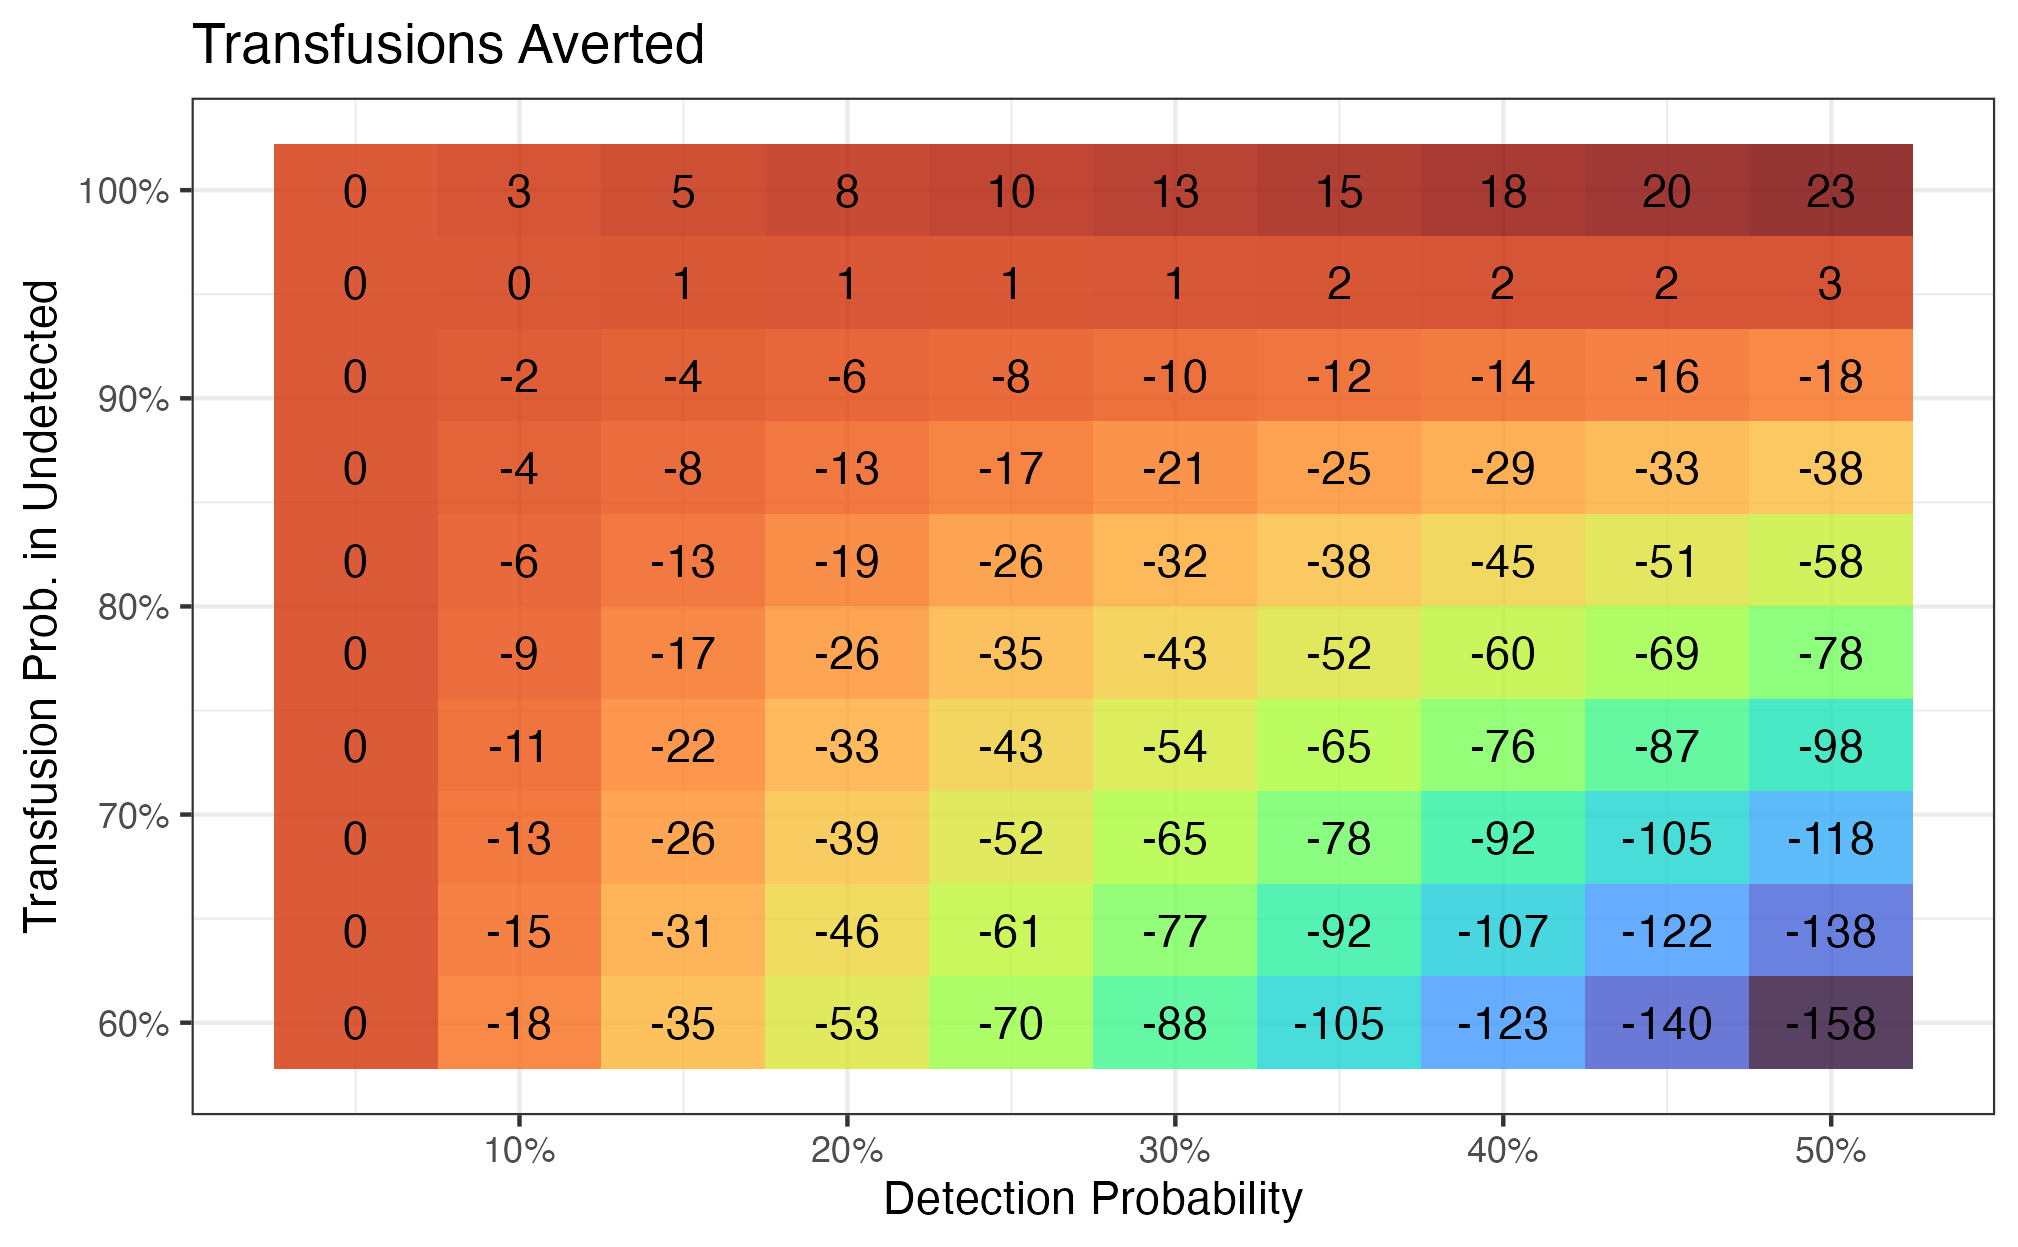 Transfusions Averted
Transfusion Prob. in Undetected
100% 0 3 5 8 10 13 15 18 20 23
0 0 1 1 1 1 2 2 2 3
90% 0 -2 -4 -6 -8 -10 -12 -14 -16 -18
0 -4 -8 -13 -17 -21 -25 -29 -33 -38
0 -6 -13 -19 -26 -32 -38 -45 -51 -58
80%
0 -9 -17 -26 -35 -43 -52 -60 -69 -78
0 -11 -22 -33 -43 -54 -65 -76 -87 -98
70% 0 -13 -26 -39 -52 -65 -78 -92 -105 -118
0 -15 -31 -46 -61 -77 -92 -107 -122 -138
60% 0 -18 -35 -53 -70 -88 -105 -123 -140 -158
10% 20% 30% 40% 50%
Detection Probability